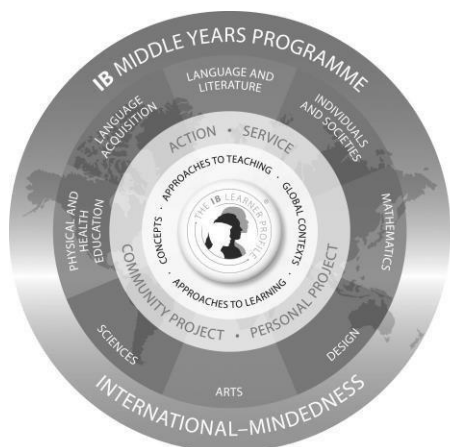 IB MIDDLE YEARS PROGRAMME
LANGUAGE AND
LITERATURE
INDIVIDUALS
AND SOCIETIES
MATHEMATICS
DESIGN
ARTS
SCIENCES
PHYSICAL AND
HEALTH
EDUCATION
LANGUAGE
ACQUISITION
ACTION • SERVICE
PERSONAL PROJECT
COMMUNITY PROJECT
APPROACHES TO TEACHING
GLOBAL CONTEXTS
APPROACHES TO LEARNING
CONCEPTS
THE IB LEARNER PROFILE
INTERNATIONAL–MINDEDNESS